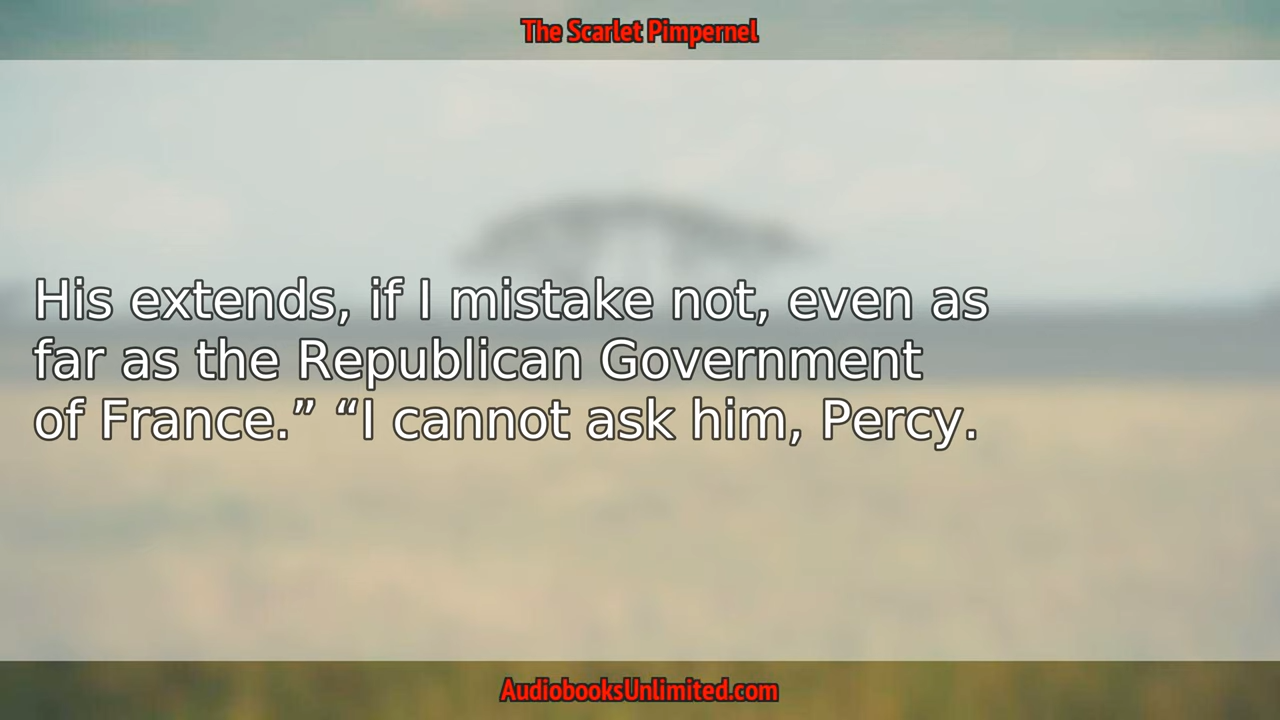 The Scarlet Pimpernel
His extends, if I mistake not, even as
far as the Republican Government
of France.” “I cannot ask him, Percy.
AudiobooksUnlimited.com